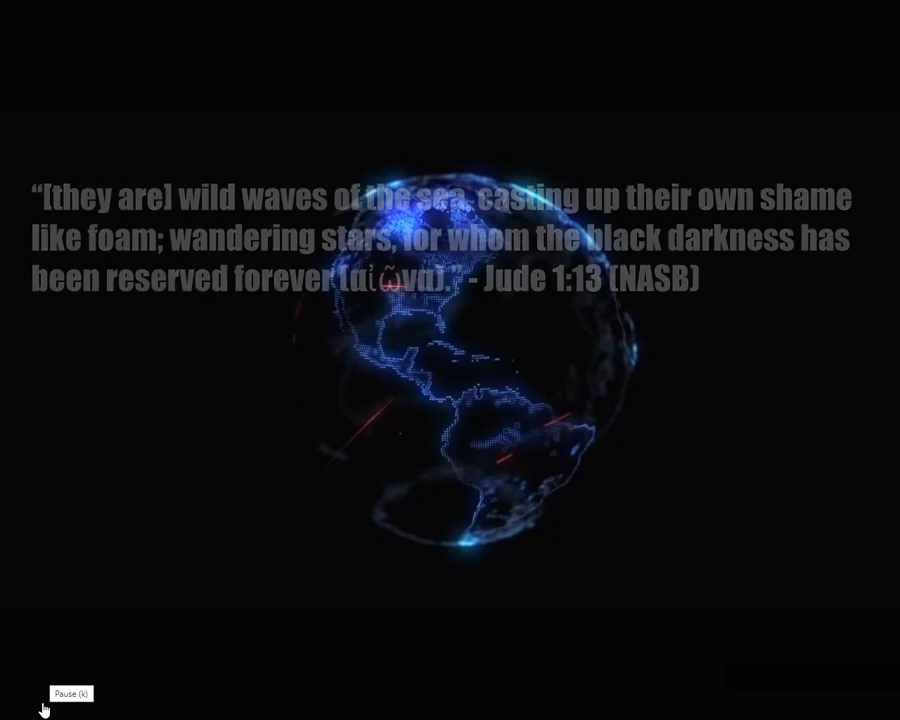 “[they are] wild waves of the sea, casting up their own shame
like foam; wandering stars, for whom the black darkness has
been reserved forever (αἰω̃να).” - Jude 1:13 (NASB)
Pause (k)